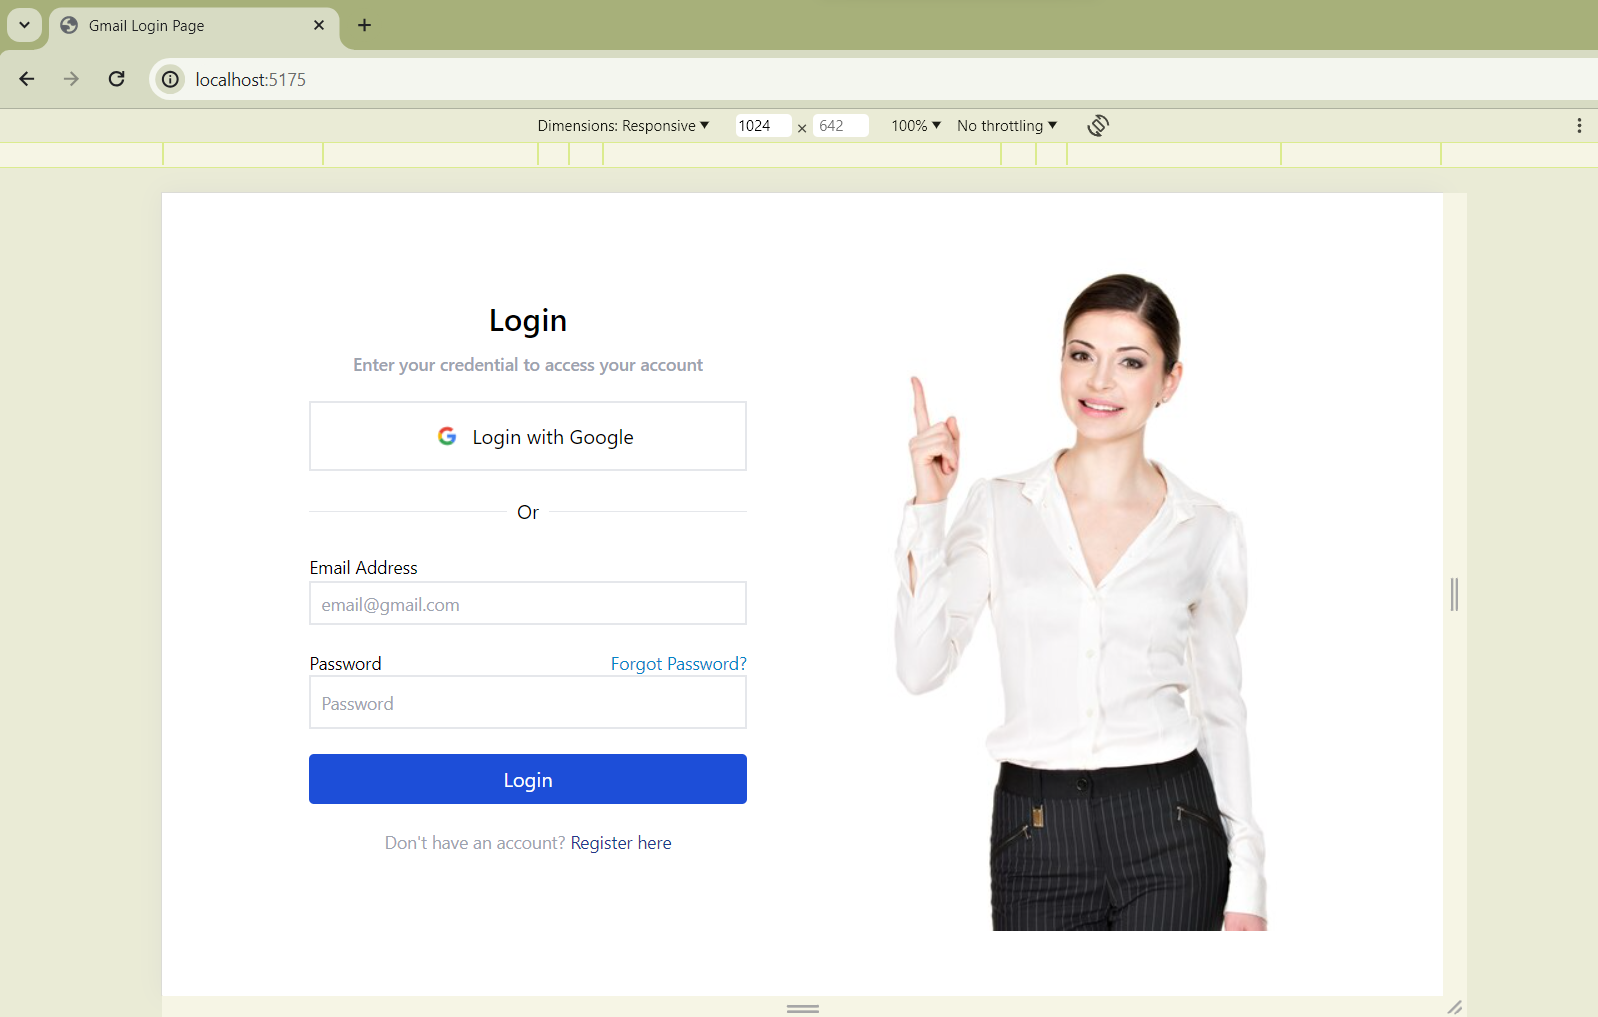 Gmail Login Page
localhost:5175
Dimensions: Responsive 1024 × 642 100% No throttling
Login
Enter your credential to access your account
Login with Google
Or
Email Address
email@gmail.com
Password Forgot Password?
Password
Login
Don't have an account? Register here